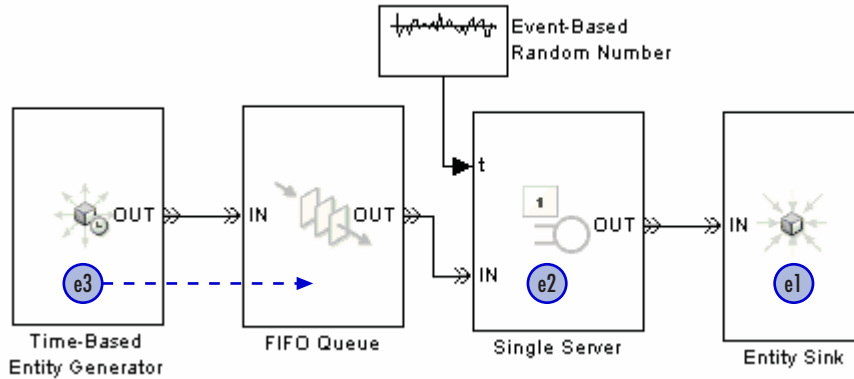 Event-Based
Random Number
t
1
OUT
IN
OUT
IN
OUT
IN
e3
e2
e1
Time-Based
Entity Generator
FIFO Queue
Single Server
Entity Sink